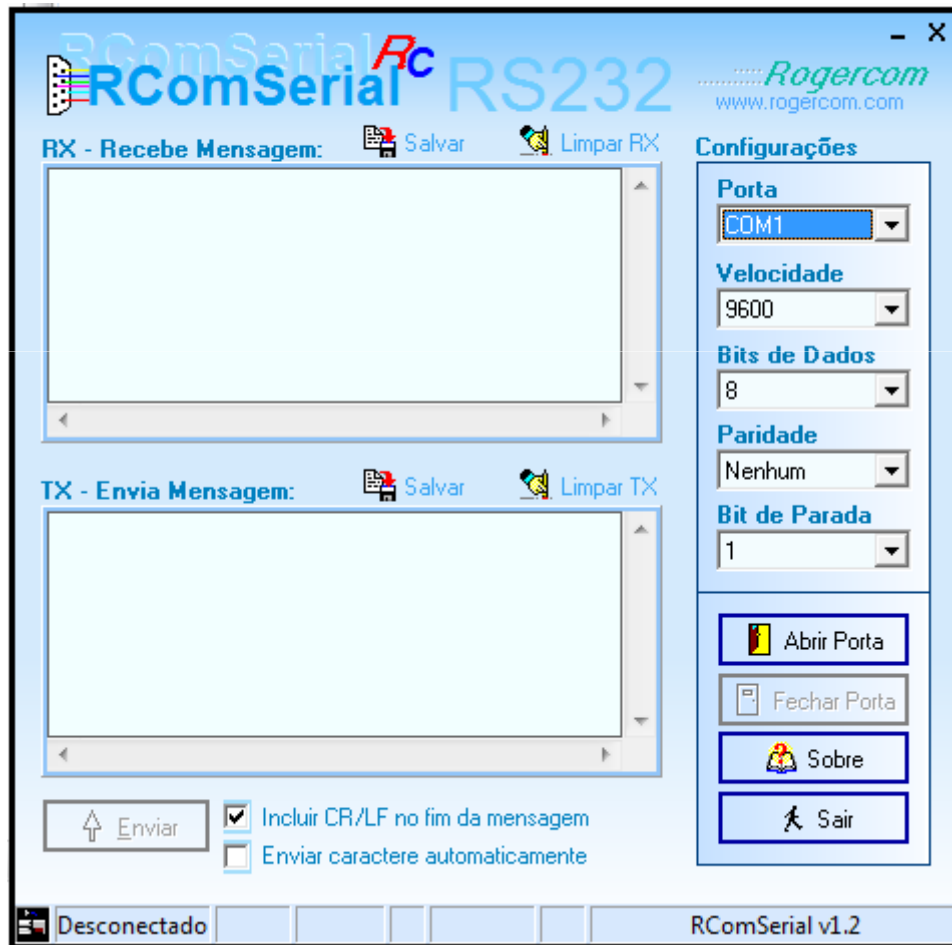 RComSerial RC
RComSerial RS232
Rogercom
www.rogercom.com
RX - Recebe Mensagem: Salvar Limpar RX
Configurações
Porta
COM1
Velocidade
9600
Bits de Dados
8
Paridade
Nenhum
Bit de Parada
1
TX - Envia Mensagem: Salvar Limpar TX
Abrir Porta
Fechar Porta
Sobre
Sair
Enviar
Incluir CR/LF no fim da mensagem
Enviar caractere automaticamente
Desconectado
RComSerial v1.2